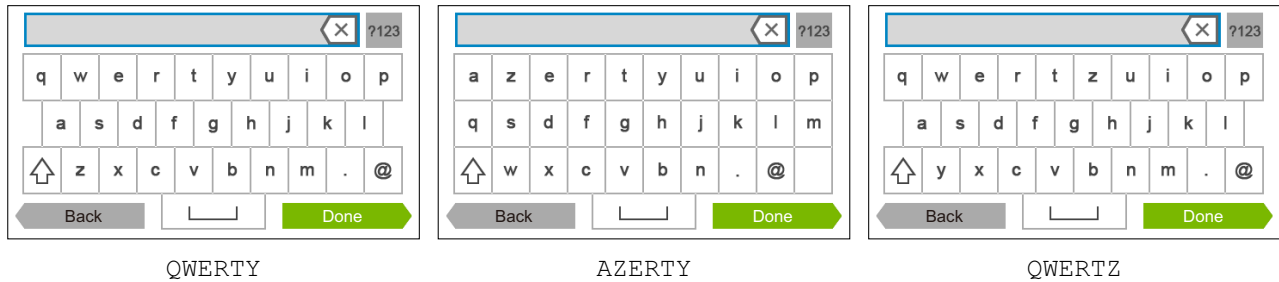 ?123 ?123 ?123
q w e r t y u i o p a z e r t y u i o p q w e r t z u i o p
a s d f g h j k l q s d f g h j k l m a s d f g h j k l
z x c v b n m . @ w x c v b n . @ y x c v b n m . @
Back Done Back Done Back Done
QWERTY AZERTY QWERTZ